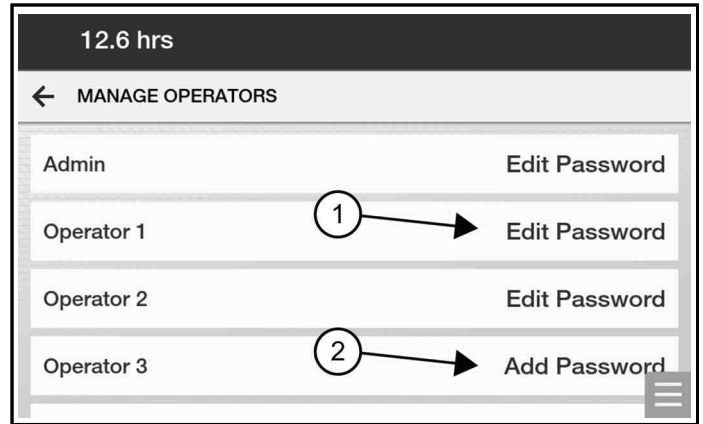 12.6 hrs
MANAGE OPERATORS
Admin Edit Password
Operator 1 1 Edit Password
Operator 2 Edit Password
Operator 3 2 Add Password